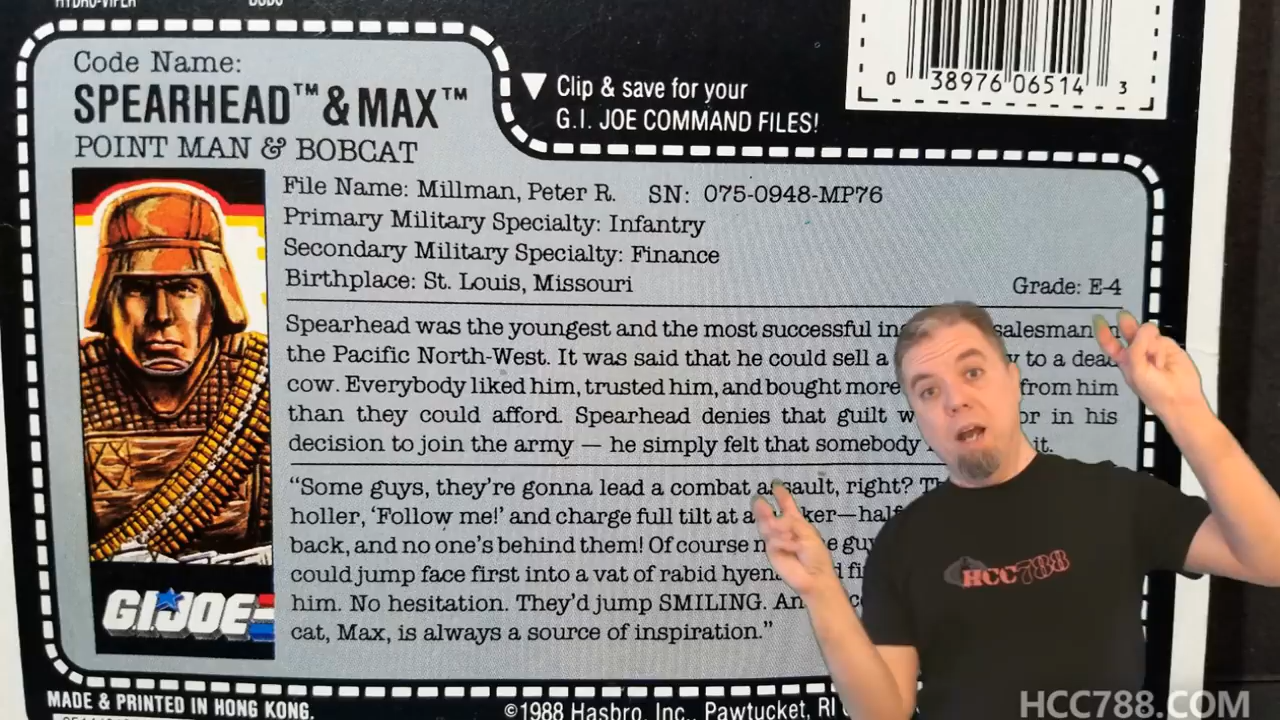 HYDRO-VIPER
Code Name:
SPEARHEAD™ & MAX™
POINT MAN & BOBCAT
Clip & save for your
G.I. JOE COMMAND FILES!
0 38976 06514 3
File Name: Millman, Peter R. SN: 075-0948-MP76
Primary Military Specialty: Infantry
Secondary Military Specialty: Finance
Birthplace: St. Louis, Missouri Grade: E-4
Spearhead was the youngest and the most successful salesman
the Pacific North-West. It was said that he could sell a to a dead
cow. Everybody liked him, trusted him, and bought more from him
than they could afford. Spearhead denies that guilt or in his
decision to join the army — he simply felt that somebody it.
“Some guys, they're gonna lead a combat assault, right?
holler, ‘Follow me!’ and charge full tilt at a
back, and no one's behind them! Of course
could jump face first into a vat of rabid
him. No hesitation. They'd jump SMILING.
cat, Max, is always a source of inspiration.”
GI JOE
HCC788
MADE & PRINTED IN HONG KONG.
©1988 Hasbro, Inc., Pawtucket, RI
HCC788.COM